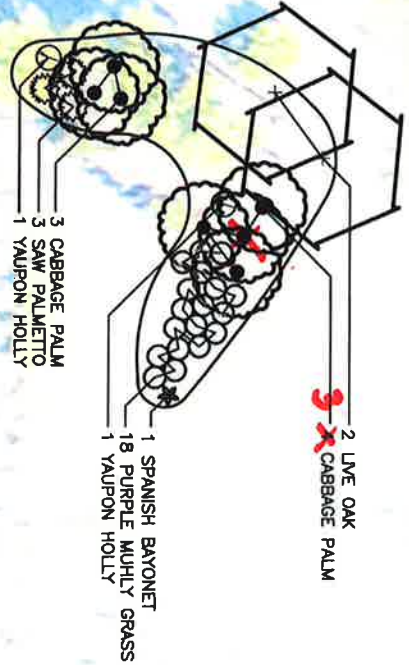 2 LIVE OAK
3 CABBAGE PALM
1 SPANISH BAYONET
18 PURPLE MUHLY GRASS
1 YAUPON HOLLY
3 CABBAGE PALM
3 SAW PALMETTO
1 YAUPON HOLLY